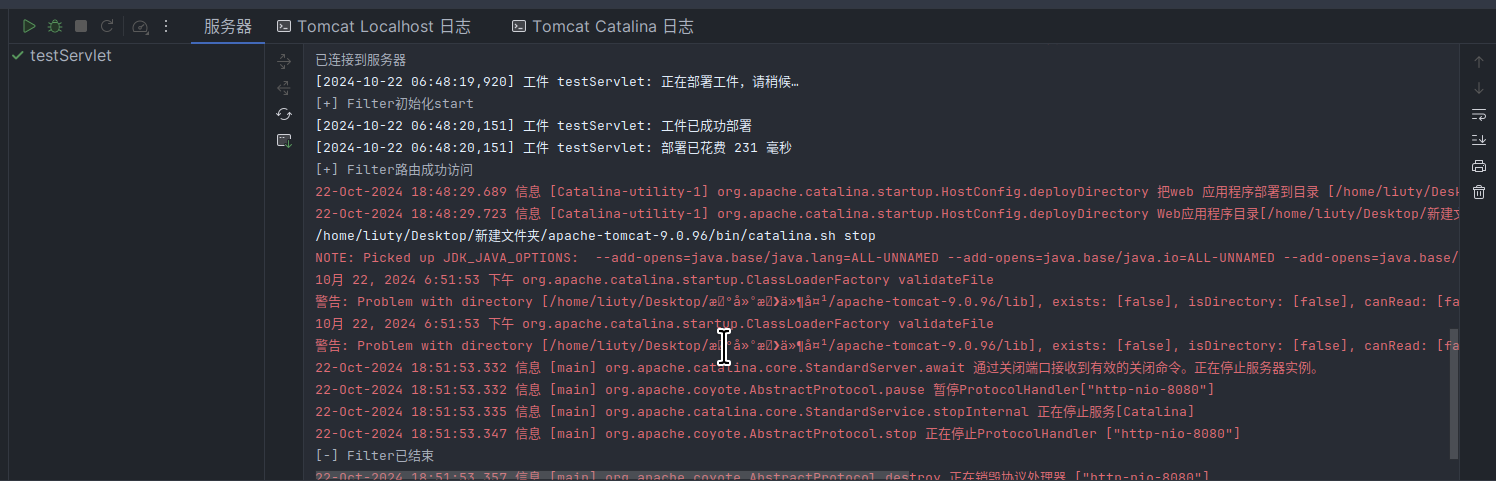 服务器 Tomcat Localhost 日志 Tomcat Catalina 日志
testServlet
已连接到服务器
[2024-10-22 06:48:19,920] 工件 testServlet: 正在部署工件，请稍候…
[+] Filter初始化start
[2024-10-22 06:48:20,151] 工件 testServlet: 工件已成功部署
[2024-10-22 06:48:20,151] 工件 testServlet: 部署已花费 231 毫秒
[+] Filter路由成功访问
22-Oct-2024 18:48:29.689 信息 [Catalina-utility-1] org.apache.catalina.startup.HostConfig.deployDirectory 把web 应用程序部署到目录 [/home/liuty/Desk
22-Oct-2024 18:48:29.723 信息 [Catalina-utility-1] org.apache.catalina.startup.HostConfig.deployDirectory Web应用程序目录[/home/liuty/Desktop/新建文
/home/liuty/Desktop/新建文件夹/apache-tomcat-9.0.96/bin/catalina.sh stop
NOTE: Picked up JDK_JAVA_OPTIONS:  --add-opens=java.base/java.lang=ALL-UNNAMED --add-opens=java.base/java.io=ALL-UNNAMED --add-opens=java.base/
10月 22, 2024 6:51:53 下午 org.apache.catalina.startup.ClassLoaderFactory validateFile
警告: Problem with directory [/home/liuty/Desktop/æ°å»ºæä»¶å¤¹/apache-tomcat-9.0.96/lib], exists: [false], isDirectory: [false], canRead: [fa
10月 22, 2024 6:51:53 下午 org.apache.catalina.startup.ClassLoaderFactory validateFile
警告: Problem with directory [/home/liuty/Desktop/æ°å»ºæä»¶å¤¹/apache-tomcat-9.0.96/lib], exists: [false], isDirectory: [false], canRead: [fa
22-Oct-2024 18:51:53.332 信息 [main] org.apache.catalina.core.StandardServer.await 通过关闭端口接收到有效的关闭命令。正在停止服务器实例。
22-Oct-2024 18:51:53.332 信息 [main] org.apache.coyote.AbstractProtocol.pause 暂停ProtocolHandler["http-nio-8080"]
22-Oct-2024 18:51:53.335 信息 [main] org.apache.catalina.core.StandardService.stopInternal 正在停止服务[Catalina]
22-Oct-2024 18:51:53.347 信息 [main] org.apache.coyote.AbstractProtocol.stop 正在停止ProtocolHandler ["http-nio-8080"]
[-] Filter已结束
22-Oct-2024 18:51:53.357 信息 [main] org.apache.coyote.AbstractProtocol.destroy 正在销毁协议处理器 ["http-nio-8080"]